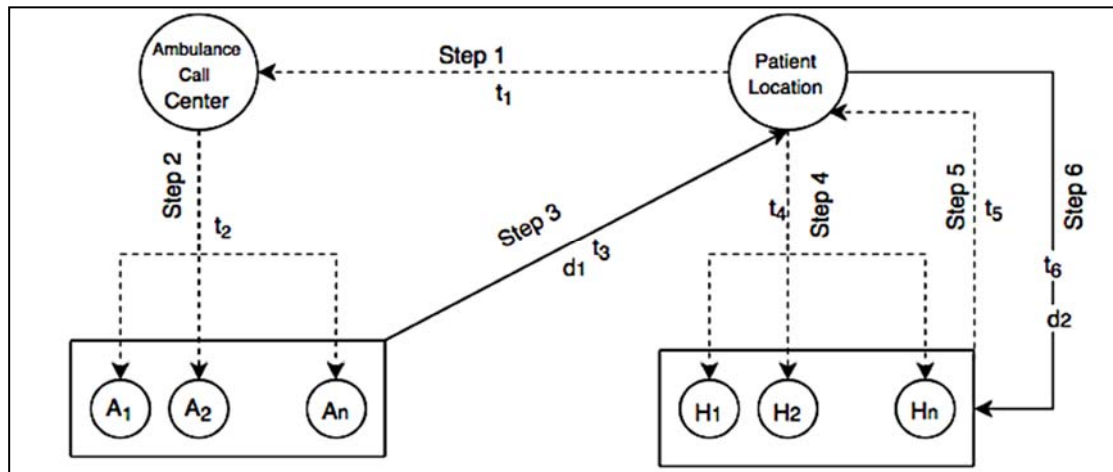 Ambulance
Call
Center
Step 1
t1
Patient
Location
Step 2
t2
Step 3
t3
d1
t4
Step 4
Step 5
t5
Step 6
t6
d2
A1
A2
An
H1
H2
Hn